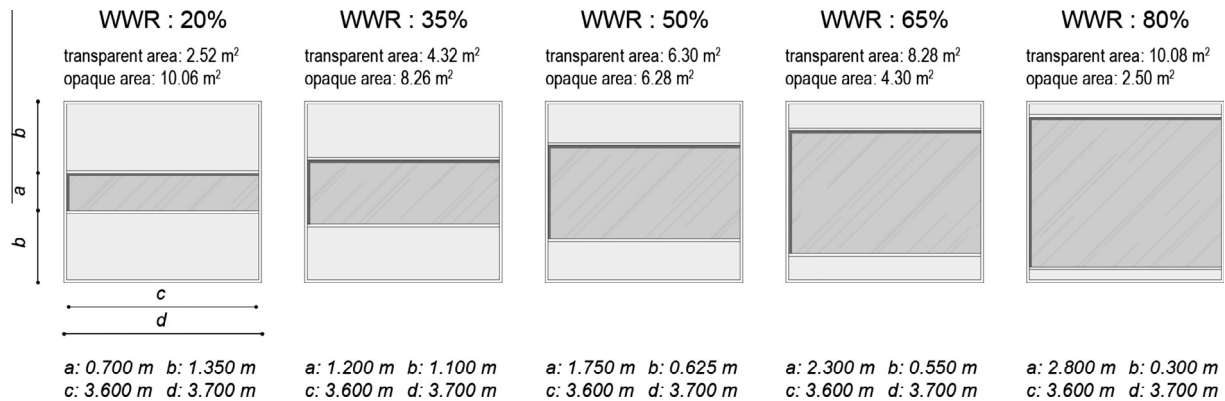 WWR : 20%
transparent area: 2.52 m²
opaque area: 10.06 m²
WWR : 35%
transparent area: 4.32 m²
opaque area: 8.26 m²
WWR : 50%
transparent area: 6.30 m²
opaque area: 6.28 m²
WWR : 65%
transparent area: 8.28 m²
opaque area: 4.30 m²
WWR : 80%
transparent area: 10.08 m²
opaque area: 2.50 m²
b
a
b
c
d
a: 0.700 m b: 1.350 m
c: 3.600 m d: 3.700 m
a: 1.200 m b: 1.100 m
c: 3.600 m d: 3.700 m
a: 1.750 m b: 0.625 m
c: 3.600 m d: 3.700 m
a: 2.300 m b: 0.550 m
c: 3.600 m d: 3.700 m
a: 2.800 m b: 0.300 m
c: 3.600 m d: 3.700 m